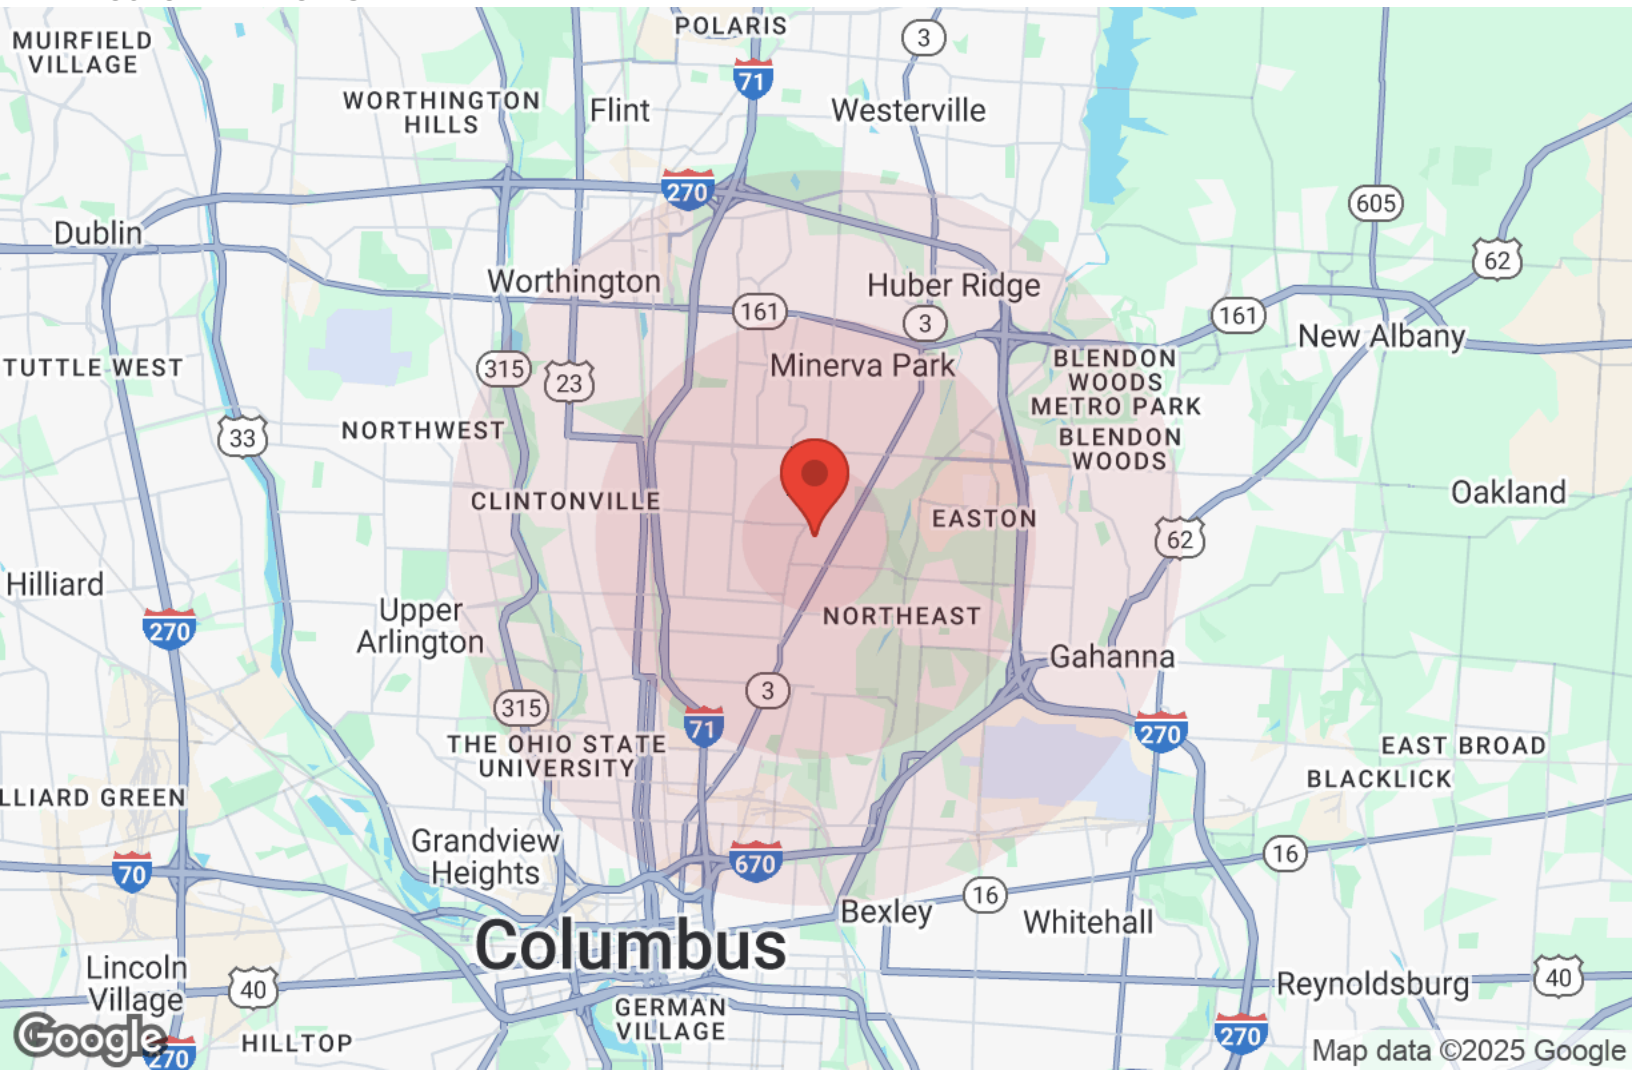 POLARIS
3
MUIRFIELD
VILLAGE
71
WORTHINGTON
HILLS
Flint
Westerville
270
605
Dublin
62
Worthington
Huber Ridge
161
3
161
New Albany
TUTTLE WEST
315
23
Minerva Park
BLENDON
WOODS
METRO PARK
33
NORTHWEST
BLENDON
WOODS
CLINTONVILLE
EASTON
Oakland
62
Hilliard
Upper
Arlington
270
NORTHEAST
Gahanna
3
315
71
270
THE OHIO STATE
UNIVERSITY
EAST BROAD
BLACKLICK
LLIARD GREEN
Grandview
Heights
70
670
16
16
Bexley
Whitehall
Columbus
Lincoln
Village
40
Reynoldsburg
40
GERMAN
VILLAGE
HILLTOP
Google
270
270
Map data ©2025 Google